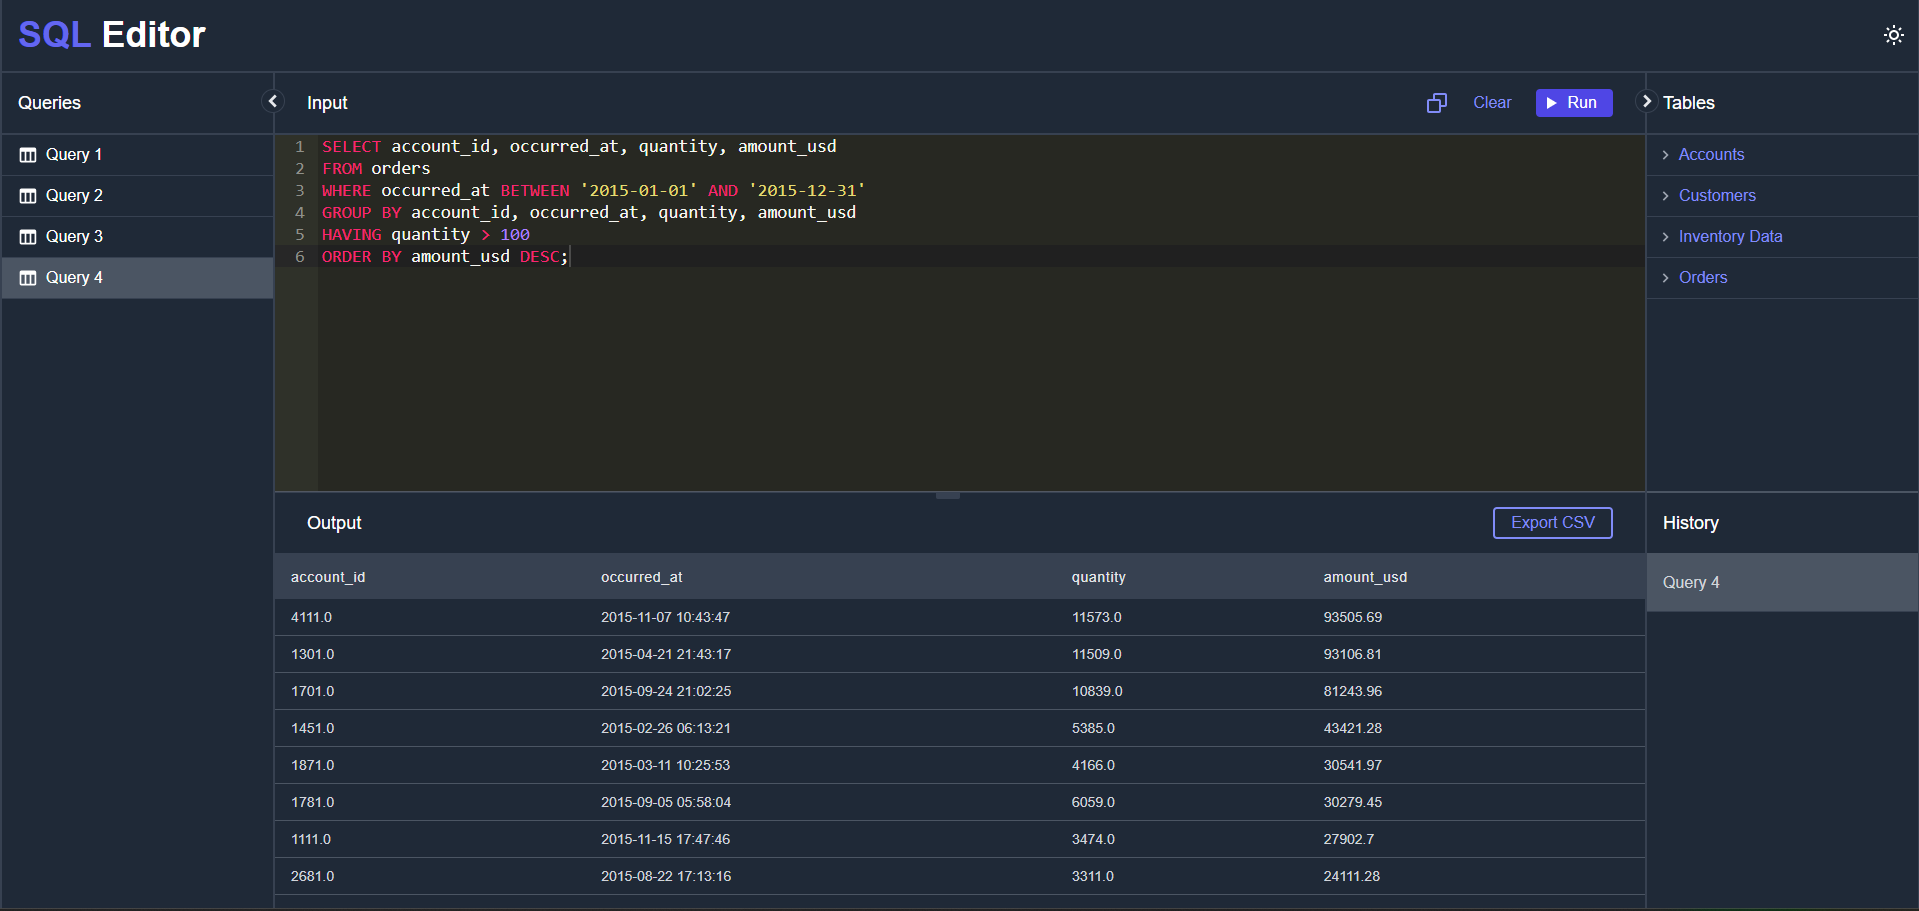 SQL Editor
Queries
Query 1
Query 2
Query 3
Query 4
Input
Clear
Run
1 SELECT account_id, occurred_at, quantity, amount_usd
2 FROM orders
3 WHERE occurred_at BETWEEN '2015-01-01' AND '2015-12-31'
4 GROUP BY account_id, occurred_at, quantity, amount_usd
5 HAVING quantity > 100
6 ORDER BY amount_usd DESC;
Output
Export CSV
account_id occurred_at quantity amount_usd
4111.0 2015-11-07 10:43:47 11573.0 93505.69
1301.0 2015-04-21 21:43:17 11509.0 93106.81
1701.0 2015-09-24 21:02:25 10839.0 81243.96
1451.0 2015-02-26 06:13:21 5385.0 43421.28
1871.0 2015-03-11 10:25:53 4166.0 30541.97
1781.0 2015-09-05 05:58:04 6059.0 30279.45
1111.0 2015-11-15 17:47:46 3474.0 27902.7
2681.0 2015-08-22 17:13:16 3311.0 24111.28
Tables
Accounts
Customers
Inventory Data
Orders
History
Query 4